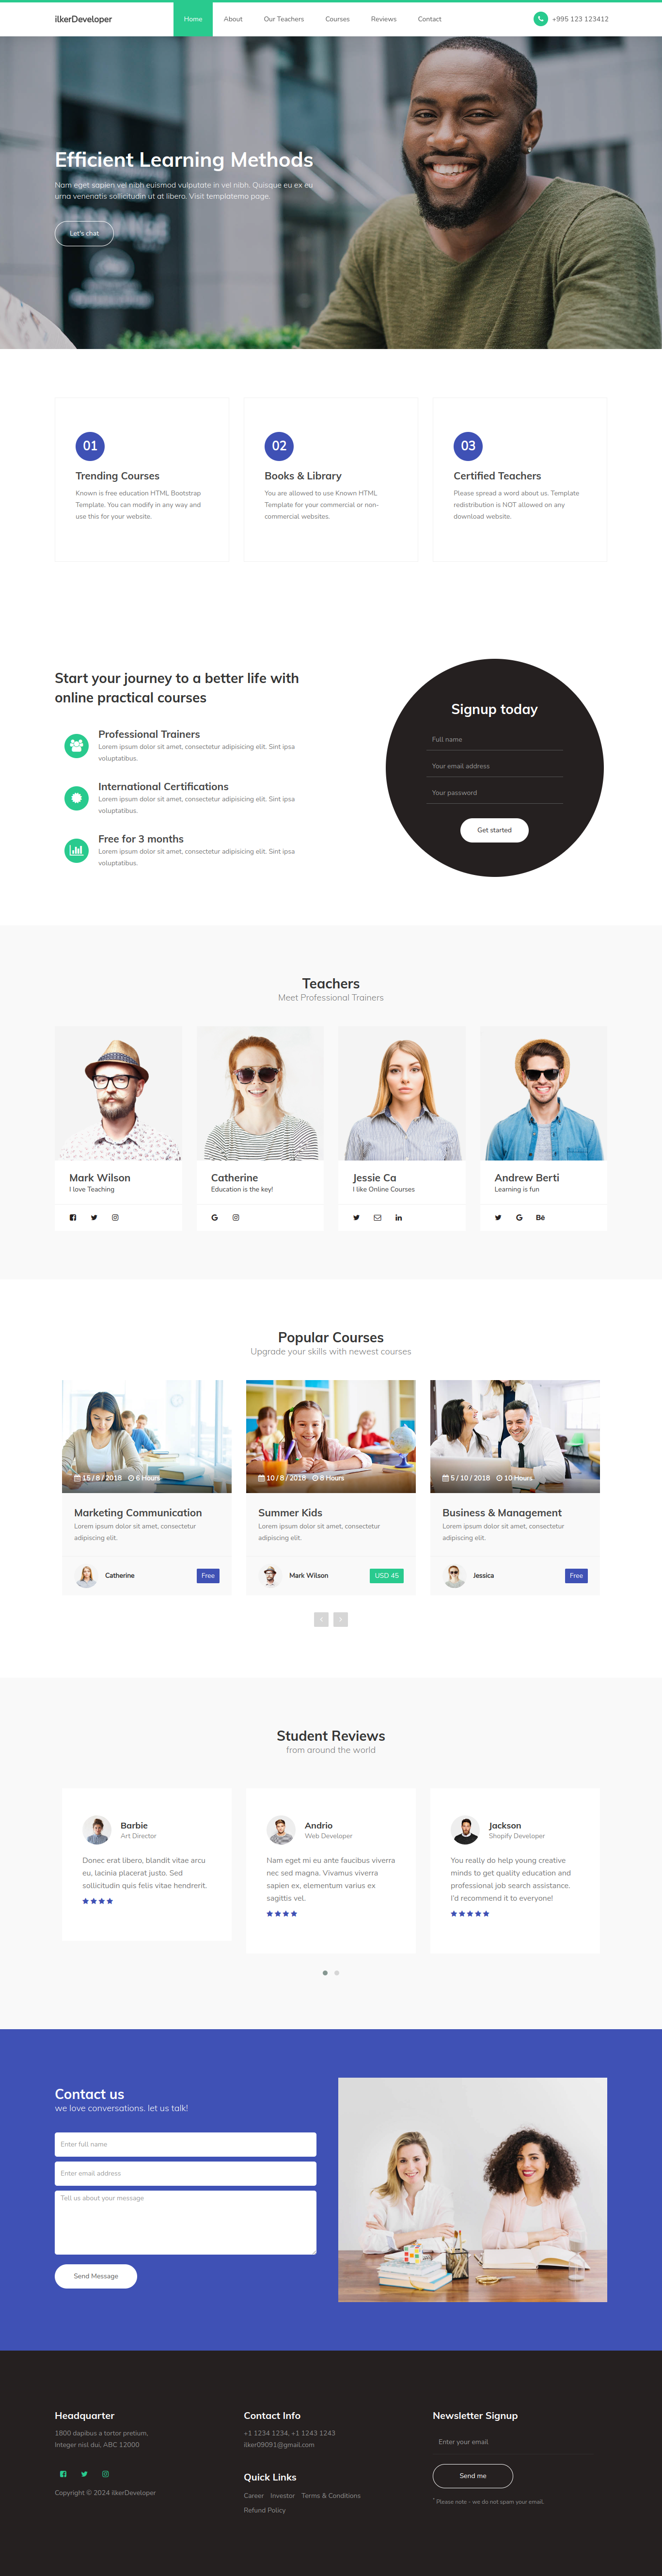 ilkerDeveloper
Home
About
Our Teachers
Courses
Reviews
Contact
+995 123 123412
Efficient Learning Methods
Nam eget sapien vel nibh euismod vulputate in vel nibh. Quisque eu ex eu
urna venenatis sollicitudin ut at libero. Visit templatemo page.
Let's chat
01
Trending Courses
Known is free education HTML Bootstrap
Template. You can modify in any way and
use this for your website.
02
Books & Library
You are allowed to use Known HTML
Template for your commercial or non-
commercial websites.
03
Certified Teachers
Please spread a word about us. Template
redistribution is NOT allowed on any
download website.
Start your journey to a better life with
online practical courses
Professional Trainers
Lorem ipsum dolor sit amet, consectetur adipisicing elit. Sint ipsa
voluptatibus.
International Certifications
Lorem ipsum dolor sit amet, consectetur adipisicing elit. Sint ipsa
voluptatibus.
Free for 3 months
Lorem ipsum dolor sit amet, consectetur adipisicing elit. Sint ipsa
voluptatibus.
Signup today
Full name
Your email address
Your password
Get started
Teachers
Meet Professional Trainers
Mark Wilson
I love Teaching
Catherine
Education is the key!
Jessie Ca
I like Online Courses
Andrew Berti
Learning is fun
Popular Courses
Upgrade your skills with newest courses
15 / 8 / 2018 6 Hours
Marketing Communication
Lorem ipsum dolor sit amet, consectetur
adipiscing elit.
Catherine
Free
10 / 8 / 2018 8 Hours
Summer Kids
Lorem ipsum dolor sit amet, consectetur
adipiscing elit.
Mark Wilson
USD 45
5 / 10 / 2018 10 Hours
Business & Management
Lorem ipsum dolor sit amet, consectetur
adipiscing elit.
Jessica
Free
Student Reviews
from around the world
Barbie
Art Director
Donec erat libero, blandit vitae arcu
eu, lacinia placerat justo. Sed
sollicitudin quis felis vitae hendrerit.
Andrio
Web Developer
Nam eget mi eu ante faucibus viverra
nec sed magna. Vivamus viverra
sapien ex, elementum varius ex
sagittis vel.
Jackson
Shopify Developer
You really do help young creative
minds to get quality education and
professional job search assistance.
I'd recommend it to everyone!
Contact us
we love conversations. let us talk!
Enter full name
Enter email address
Tell us about your message
Send Message
Headquarter
1800 dapibus a tortor pretium,
Integer nisl dui, ABC 12000
Copyright © 2024 ilkerDeveloper
Contact Info
+1 1234 1234, +1 1243 1243
ilker09091@gmail.com
Quick Links
Career Investor Terms & Conditions
Refund Policy
Newsletter Signup
Enter your email
Send me
* Please note - we do not spam your email.